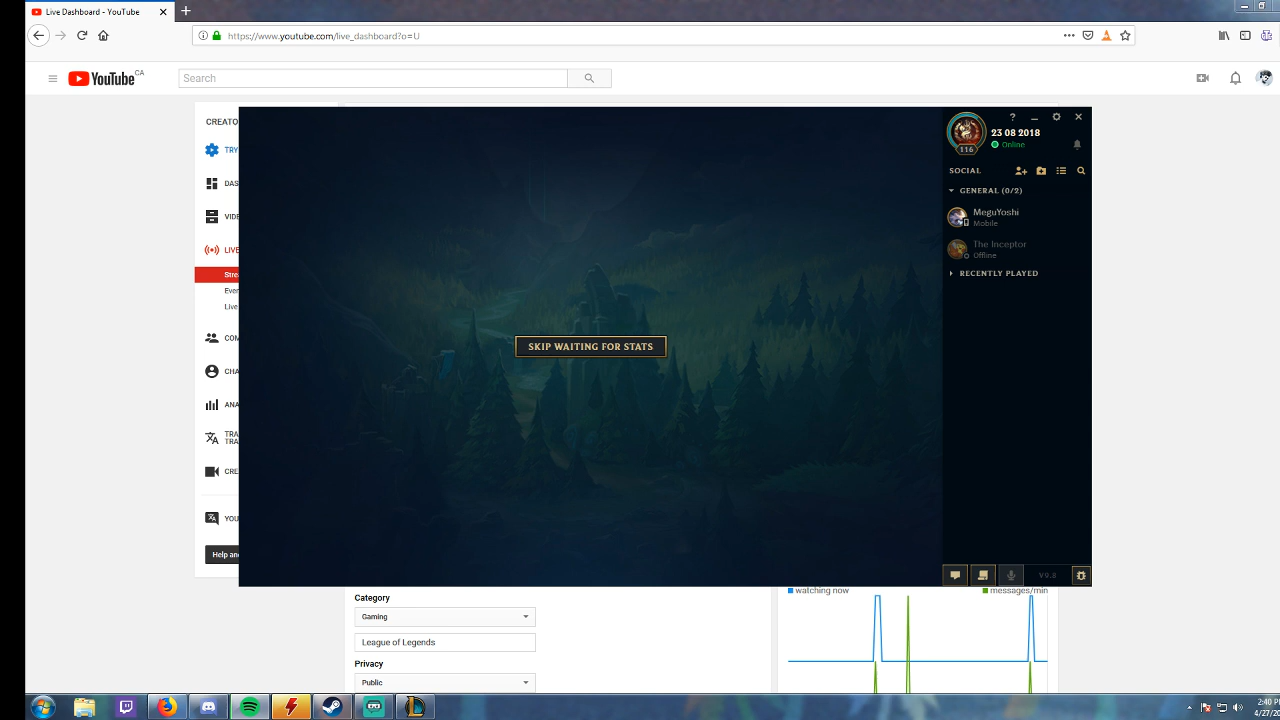 Live Dashboard - YouTube
https://www.youtube.com/live_dashboard?o=U
YouTube CA
Search
CREATO
TRY
DAS
VIDE
LIVE
Stre
Even
Live
COM
CHA
ANA
TRA
TRA
CRE
YOU
Help an
?
23 08 2018
Online
116
SOCIAL
GENERAL (0/2)
MeguYoshi
Mobile
The Inceptor
Offline
RECENTLY PLAYED
SKIP WAITING FOR STATS
V9.8
Category
Gaming
League of Legends
Privacy
Public
watching now
messages/min
2:40 P
4/27/20